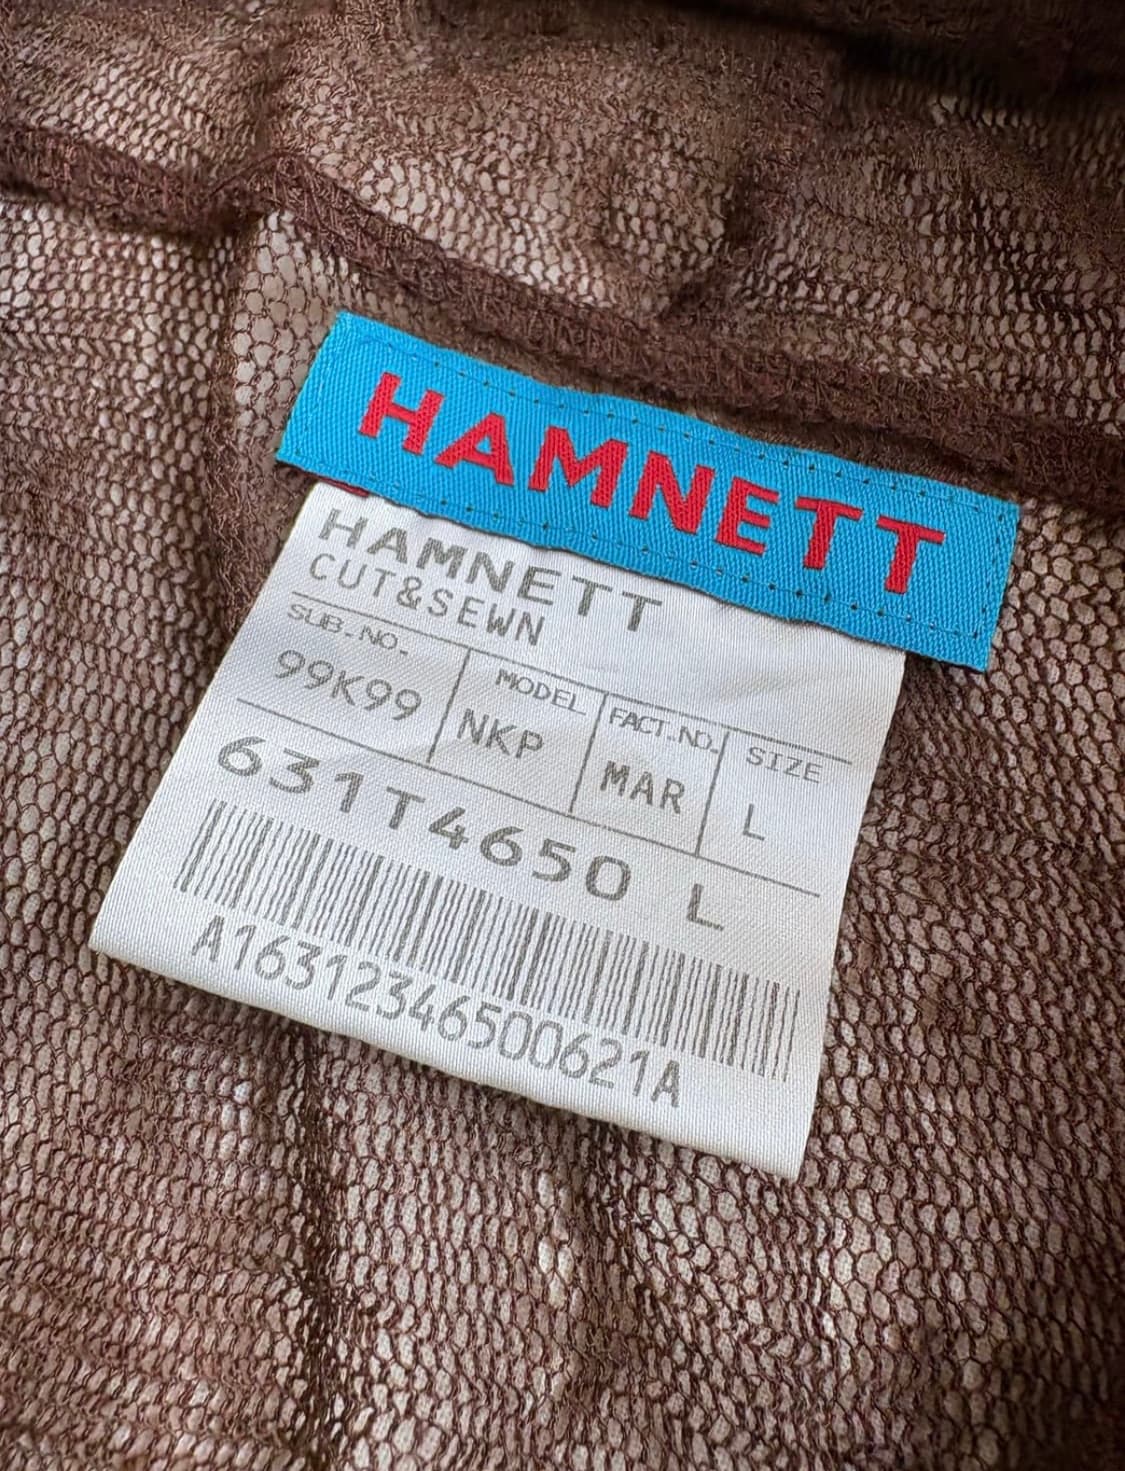 HAMNETT
HAMNETT
CUT&SEWN
SUB.NO. MODEL FACT.NO. SIZE
99K99 NKP MAR L
631T4650 L
A16312346500621A